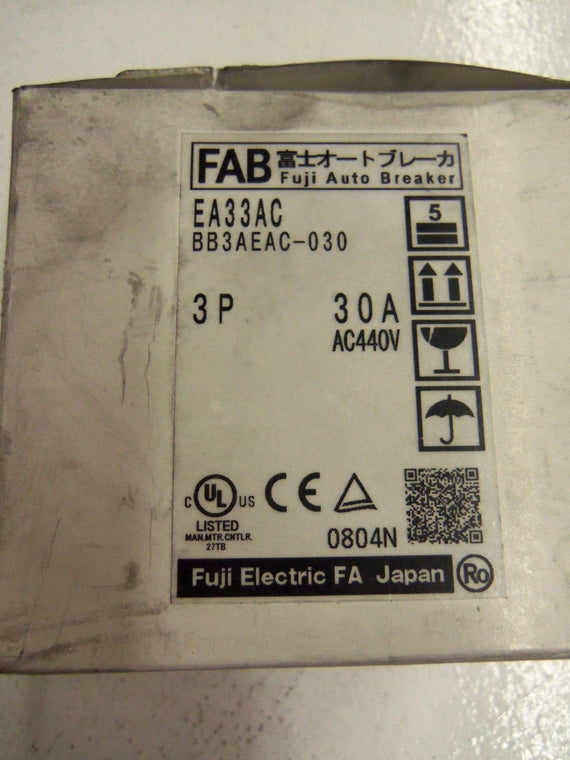 FAB 富士オートブレーカ
Fuji Auto Breaker
EA33AC
BB3AEAC-030
5
3P 30A
AC440V
C UL US
LISTED
MAN.MTR.CNTLR.
27TB
CE
0804N
Fuji Electric FA Japan Ro